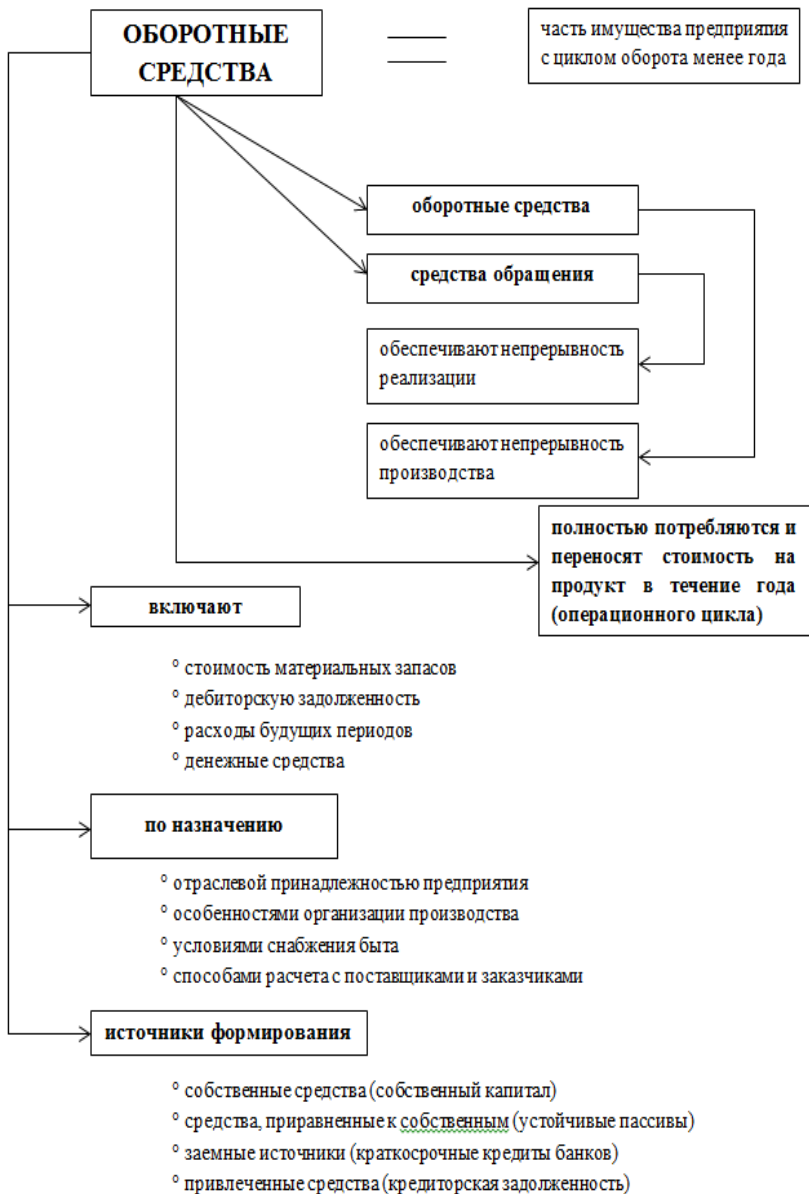 ОБОРОТНЫЕ
СРЕДСТВА
часть имущества предприятия
с циклом оборота менее года
оборотные средства
средства обращения
обеспечивают непрерывность
реализации
обеспечивают непрерывность
производства
полностью потребляются и
переносят стоимость на
продукт в течение года
(операционного цикла)
включают
° стоимость материальных запасов
° дебиторскую задолженность
° расходы будущих периодов
° денежные средства
по назначению
° отраслевой принадлежностью предприятия
° особенностями организации производства
° условиями снабжения быта
° способами расчета с поставщиками и заказчиками
источники формирования
° собственные средства (собственный капитал)
° средства, приравненные к собственным (устойчивые пассивы)
° заемные источники (краткосрочные кредиты банков)
° привлеченные средства (кредиторская задолженность)